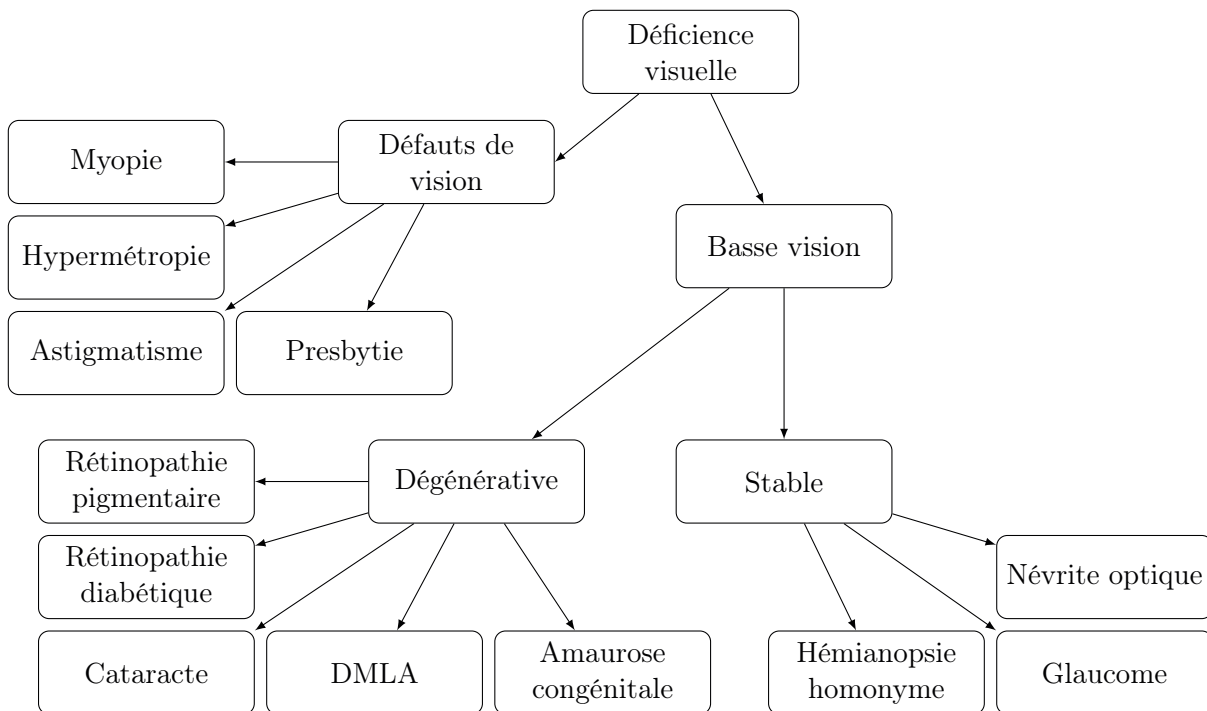 Déficience
visuelle
Myopie
Défauts de
vision
Hypermétropie
Basse vision
Astigmatisme
Presbytie
Rétinopathie
pigmentaire
Dégénérative
Stable
Rétinopathie
diabétique
Névrite optique
Cataracte
DMLA
Amaurose
congénitale
Hémianopsie
homonyme
Glaucome